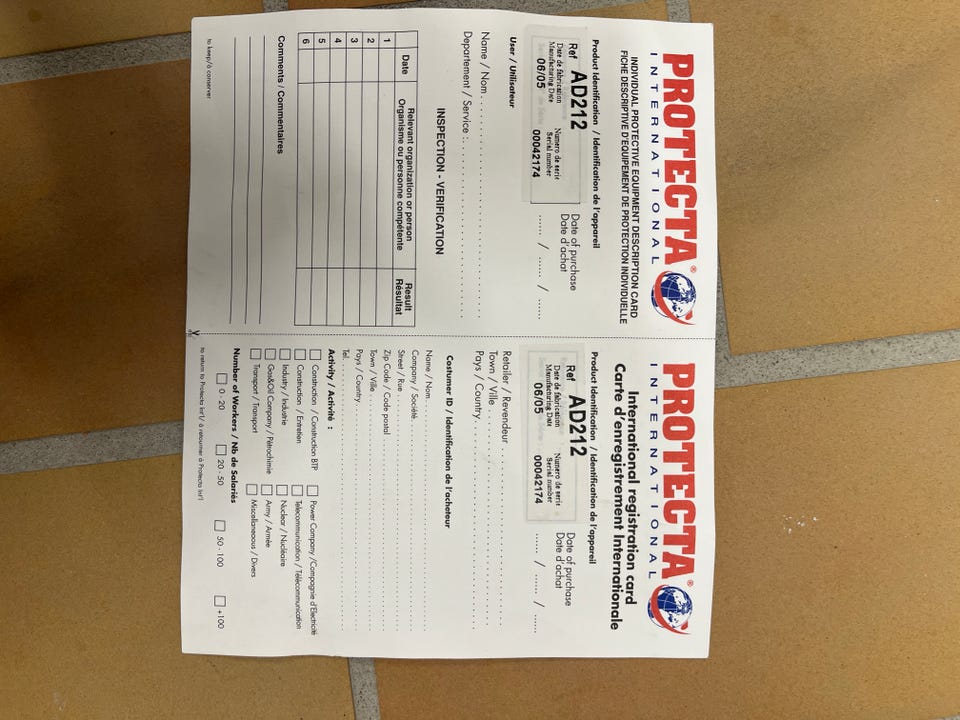 PROTECTA®
INTERNATIONAL
INDIVIDUAL PROTECTIVE EQUIPMENT DESCRIPTION CARD
FICHE DESCRIPTIVE D'EQUIPEMENT DE PROTECTION INDIVIDUELLE
Product Identification / Identification de l'appareil
Ref AD212
Date de fabrication Numero de serie
Manufacturing Date Serial number
06/05 00042174
Date of purchase
Date d'achat
...... / ...... / ......
User / Utilisateur
Name / Nom
Departement / Service :
INSPECTION - VERIFICATION
Date Relevant organization or person Result
Organisme ou personne compétente Résultat
1
2
3
4
5
6
Comments / Commentaires
to keep/à conserver
PROTECTA®
INTERNATIONAL
International registration card
Carte d'enregistrement Internationale
Product Identification / Identification de l'appareil
Ref AD212
Date de fabrication Numero de serie
Manufacturing Date Serial number
06/05 00042174
Date of purchase
Date d'achat
...... / ...... / ......
Retailer / Revendeur
Town / Ville
Pays / Country
Costumer ID / Identification de l'acheteur
Name / Nom
Company / Société
Street / Rue
Zip Code / Code postal
Town / Ville
Pays / Country
Tel.
Activity / Activité :
Construction / Construction BTP Power Company /Compagnie d'Electricité
Construction / Entretien Télécommunication / Télécommunication
Industry / Industrie Nuclear / Nucléaire
Gas&Oil Company / Pétrochimie Army / Armée
Transport / Transport Miscellaneaous / Divers
Number of Workers / Nb de Salariés
0 - 20 20 - 50 50 - 100 +100
to return to Protecta Int'l/ à retourner à Protecta Int'l